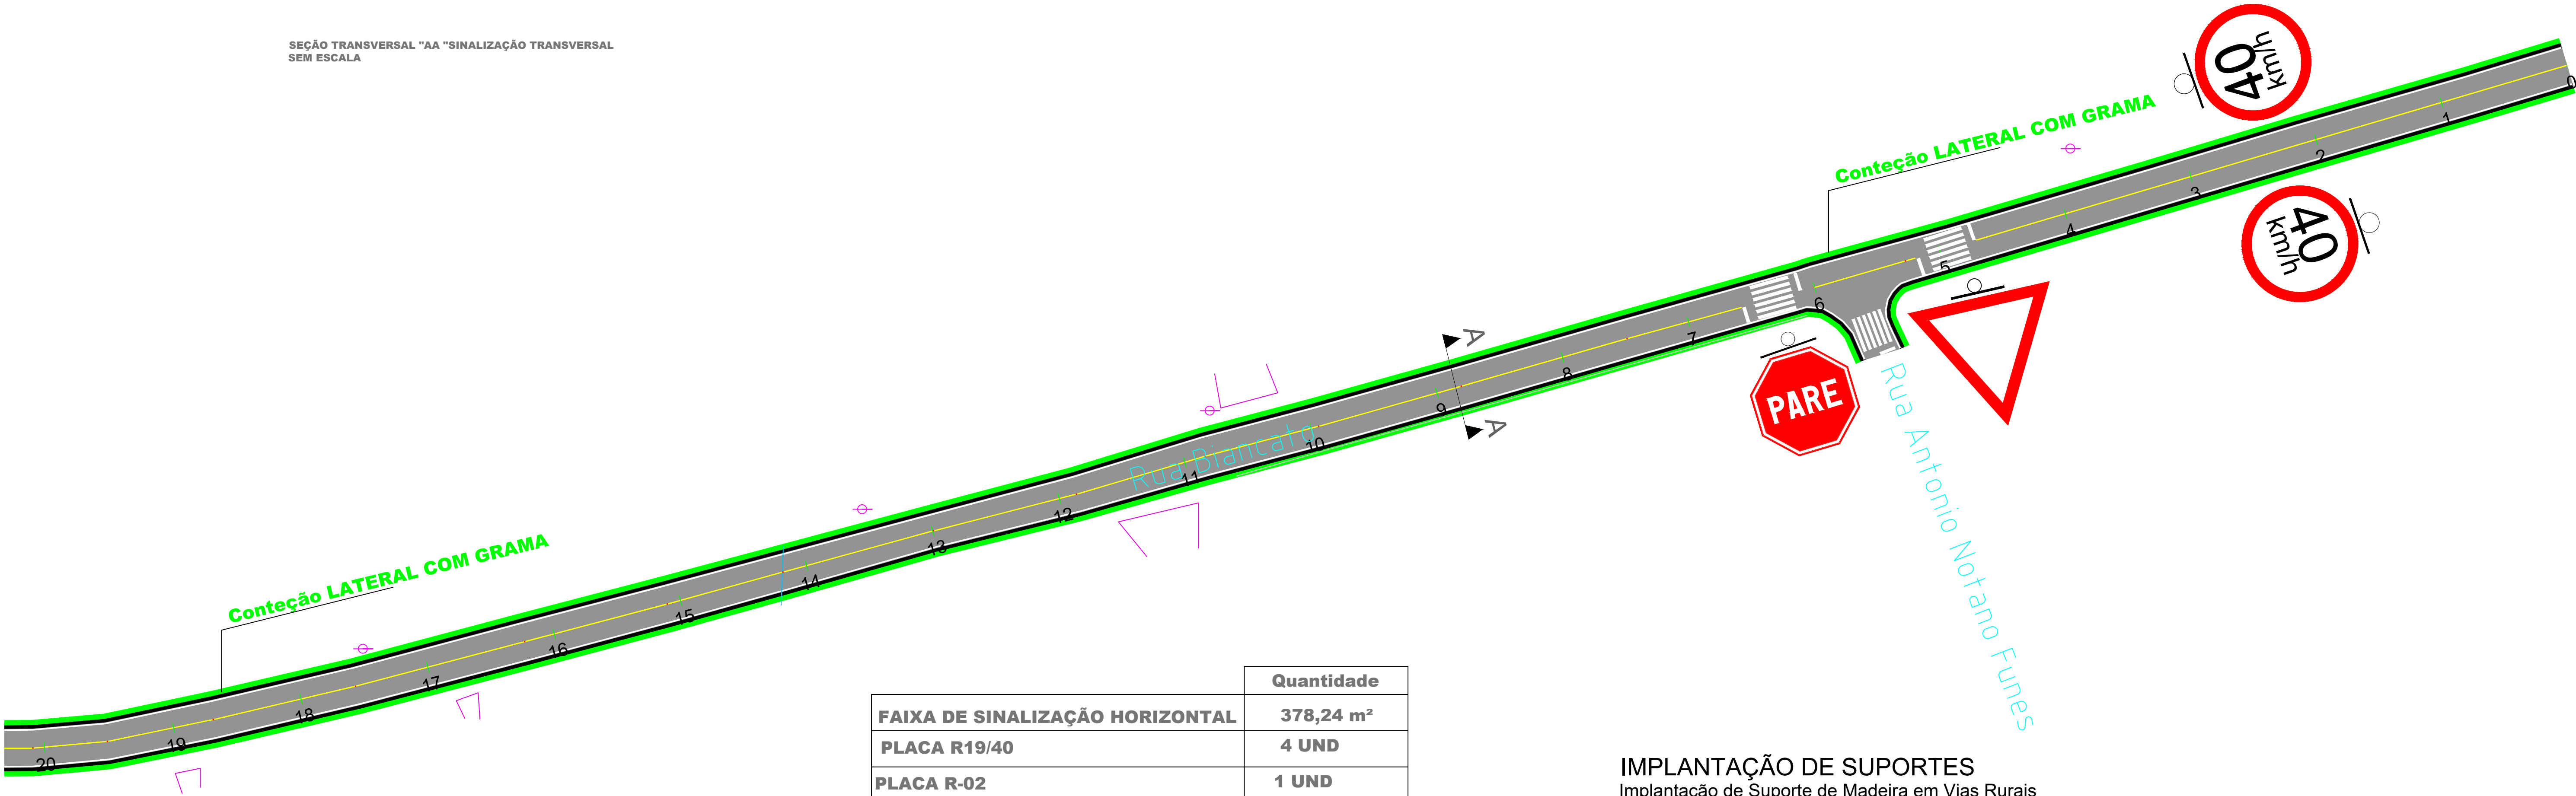 SEÇÃO TRANSVERSAL "AA "SINALIZAÇÃO TRANSVERSAL
SEM ESCALA
40
km/h
Conteção LATERAL COM GRAMA
0
1
2
3
4
5
6
7
8
9
10
11
12
13
14
15
16
17
18
19
20
40
km/h
A
A
PARE
Rua Antonio Notano Funes
Rua Biancato
Conteção LATERAL COM GRAMA
Quantidade
FAIXA DE SINALIZAÇÃO HORIZONTAL 378,24 m²
PLACA R19/40 4 UND
PLACA R-02 1 UND
IMPLANTAÇÃO DE SUPORTES
Implantação de Suporte de Madeira em Vias Rurais